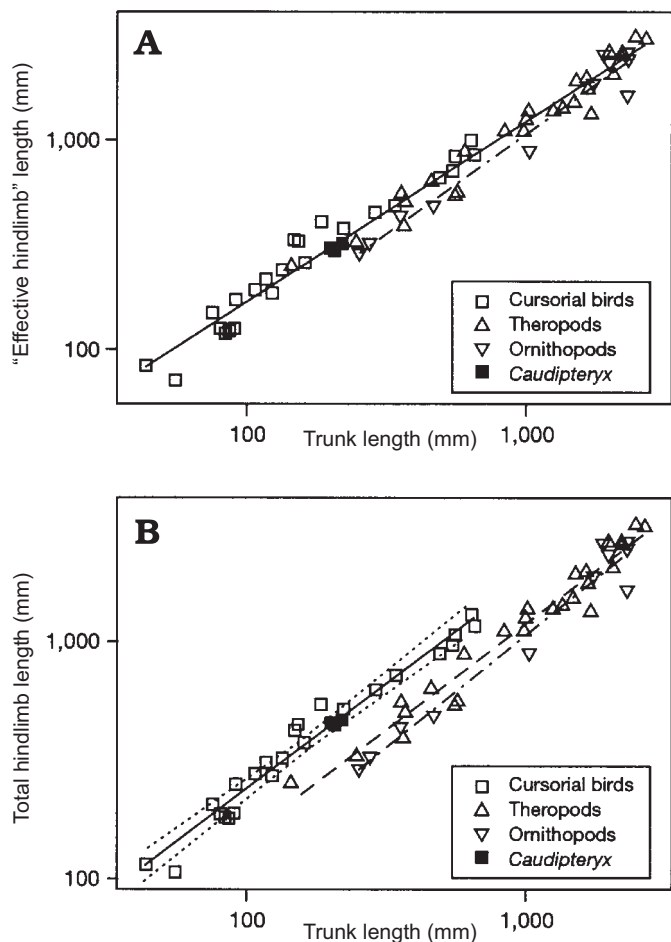 A
“Effective hindlimb” length (mm)
1,000
100
Cursorial birds
Theropods
Ornithopods
Caudipteryx
100
1,000
Trunk length (mm)
B
Total hindlimb length (mm)
1,000
100
Cursorial birds
Theropods
Ornithopods
Caudipteryx
100
1,000
Trunk length (mm)